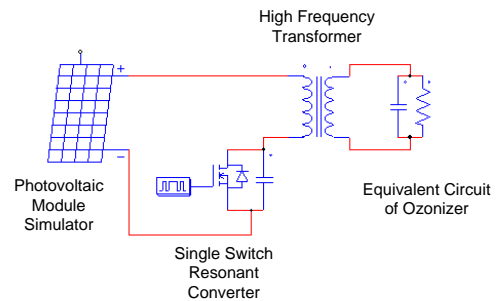 High Frequency
Transformer
+
−
Photovoltaic
Module
Simulator
Single Switch
Resonant
Converter
Equivalent Circuit
of Ozonizer